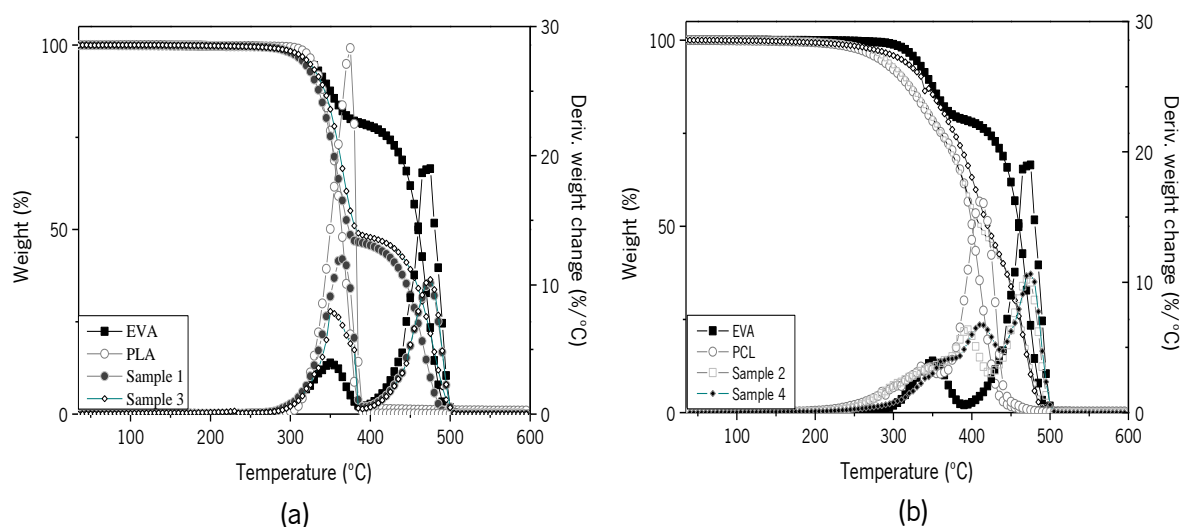 100
50
0
Weight (%)
EVA
PLA
Sample 1
Sample 3
100 200 300 400 500 600
Temperature (°C)
30
20
10
0
Deriv. weight change (%/°C)
(a)
100
50
0
Weight (%)
EVA
PCL
Sample 2
Sample 4
100 200 300 400 500 600
Temperature (°C)
30
20
10
0
Deriv. weight change (%/°C)
(b)